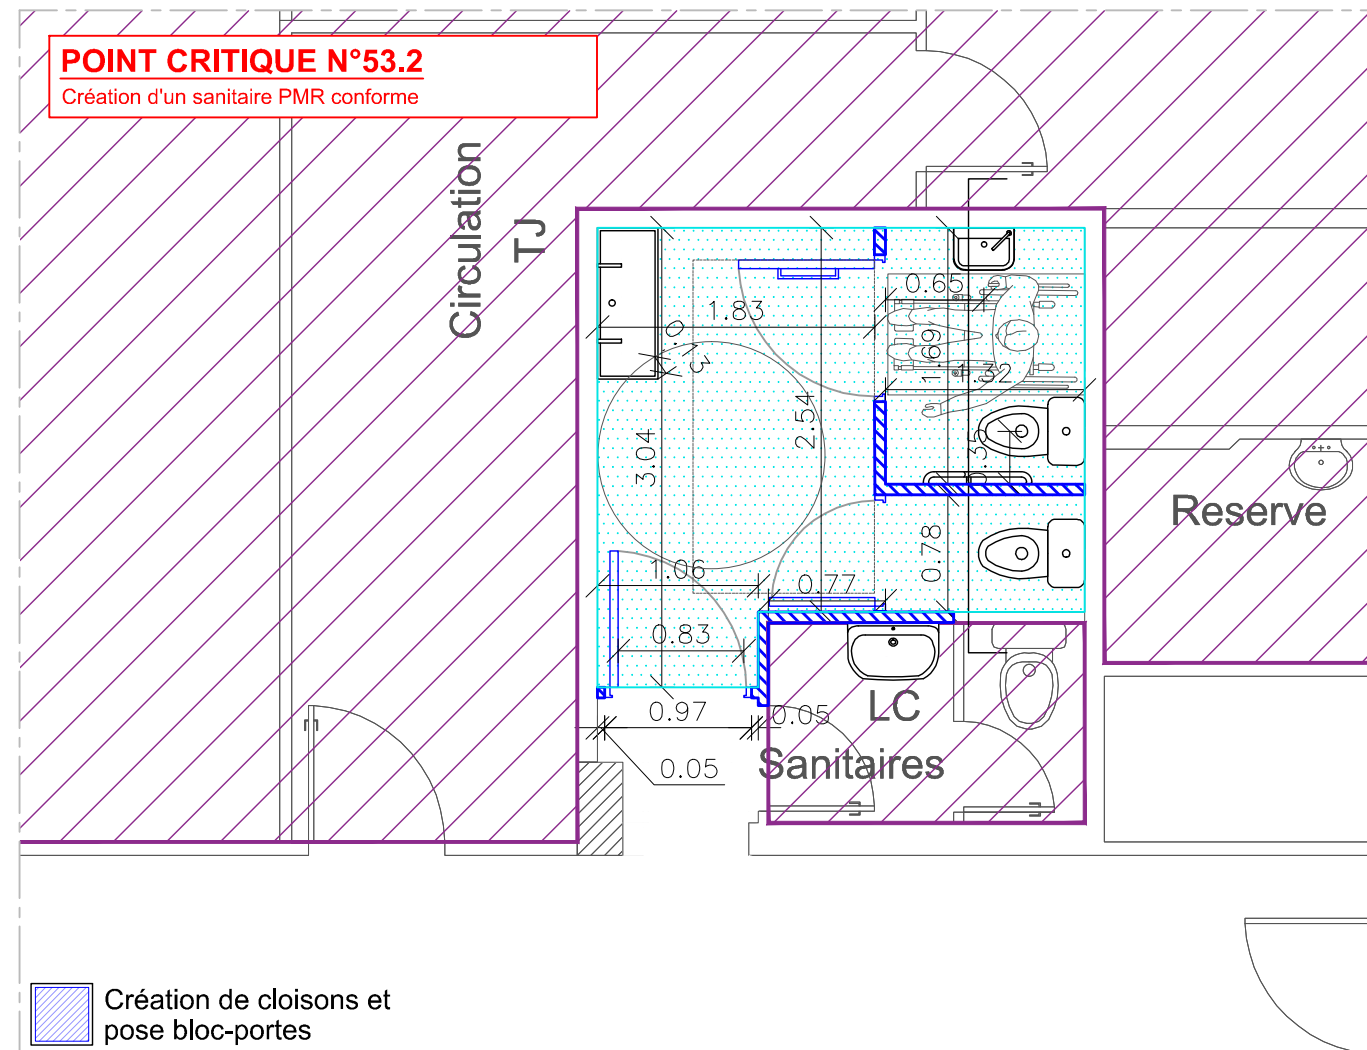 POINT CRITIQUE N°53.2
Création d'un sanitaire PMR conforme
Circulation
TJ
0.65
1.83
1.69
1.32
0.13
2.54
3.04
0.35
Reserve
0.78
1.06
0.77
0.83
0.97
0.05
LC
0.05
Sanitaires
Création de cloisons et
pose bloc-portes